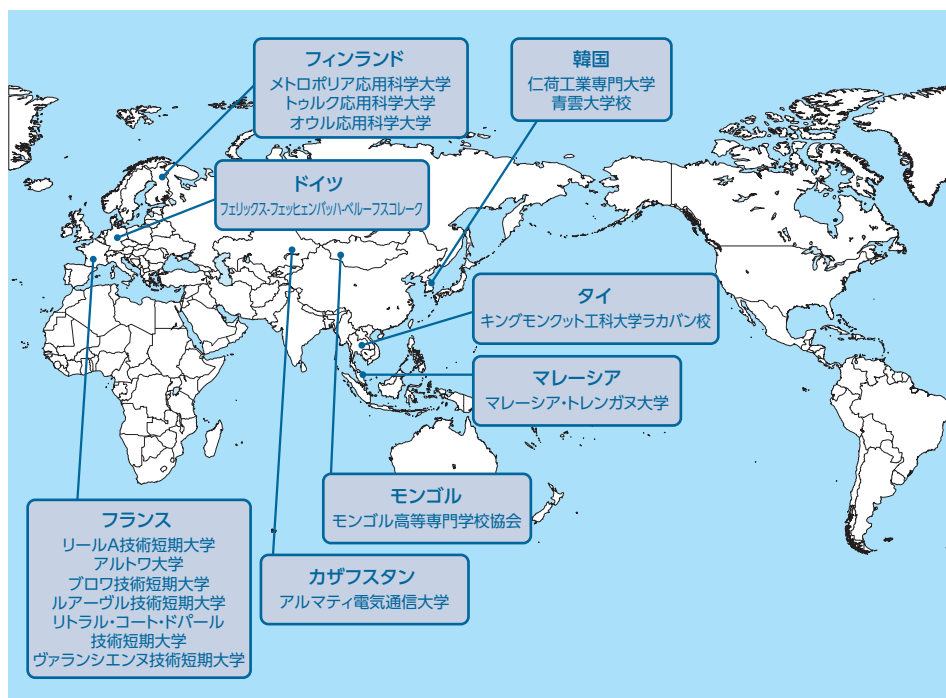 フィンランド
メトロポリア応用科学大学
トゥルク応用科学大学
オウル応用科学大学
韓国
仁荷工業専門大学
青雲大学校
ドイツ
フェリックス-フェッヒェンバッハ-ベルーフスコレーク
タイ
キングモンクット工科大学ラカバン校
マレーシア
マレーシア・トレンガヌ大学
モンゴル
モンゴル高等専門学校協会
フランス
リールA技術短期大学
アルトワ大学
ブロワ技術短期大学
ルアーヴル技術短期大学
リトラル・コート・ドパール
技術短期大学
ヴァランシエンヌ技術短期大学
カザフスタン
アルマティ電気通信大学